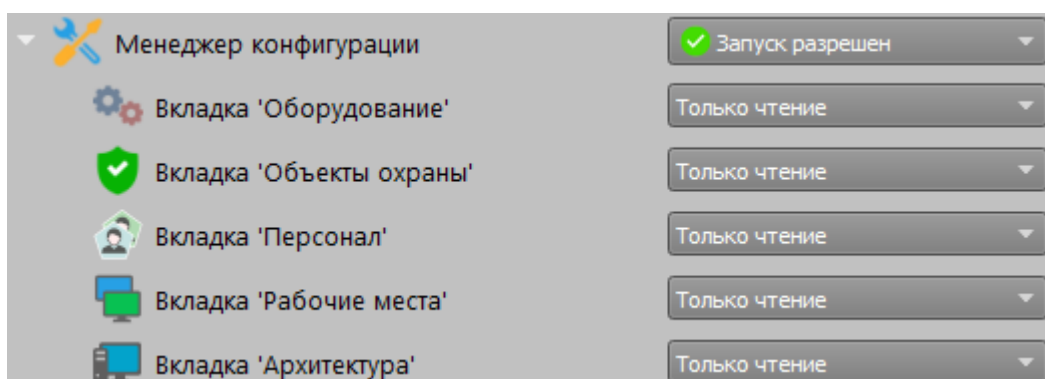 Менеджер конфигурации Запуск разрешен
Вкладка 'Оборудование' Только чтение
Вкладка 'Объекты охраны' Только чтение
Вкладка 'Персонал' Только чтение
Вкладка 'Рабочие места' Только чтение
Вкладка 'Архитектура' Только чтение